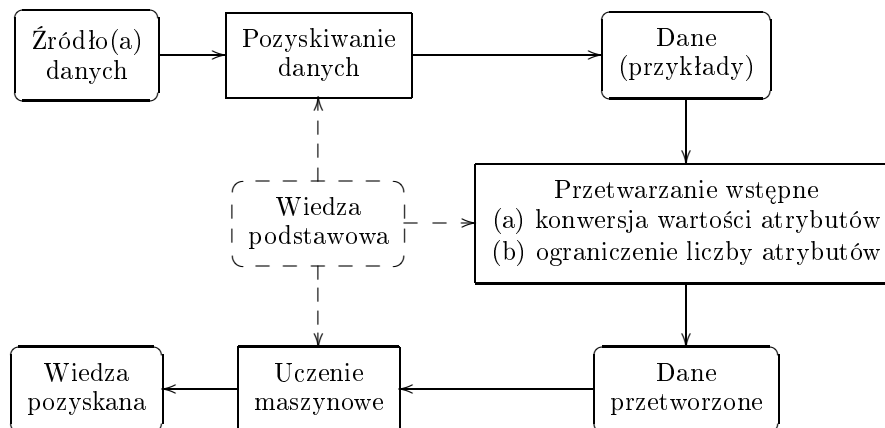 Źródło(a)
danych
Pozyskiwanie
danych
Dane
(przykłady)
Przetwarzanie wstępne
(a) konwersja wartości atrybutów
(b) ograniczenie liczby atrybutów
Wiedza
podstawowa
Wiedza
pozyskana
Uczenie
maszynowe
Dane
przetworzone